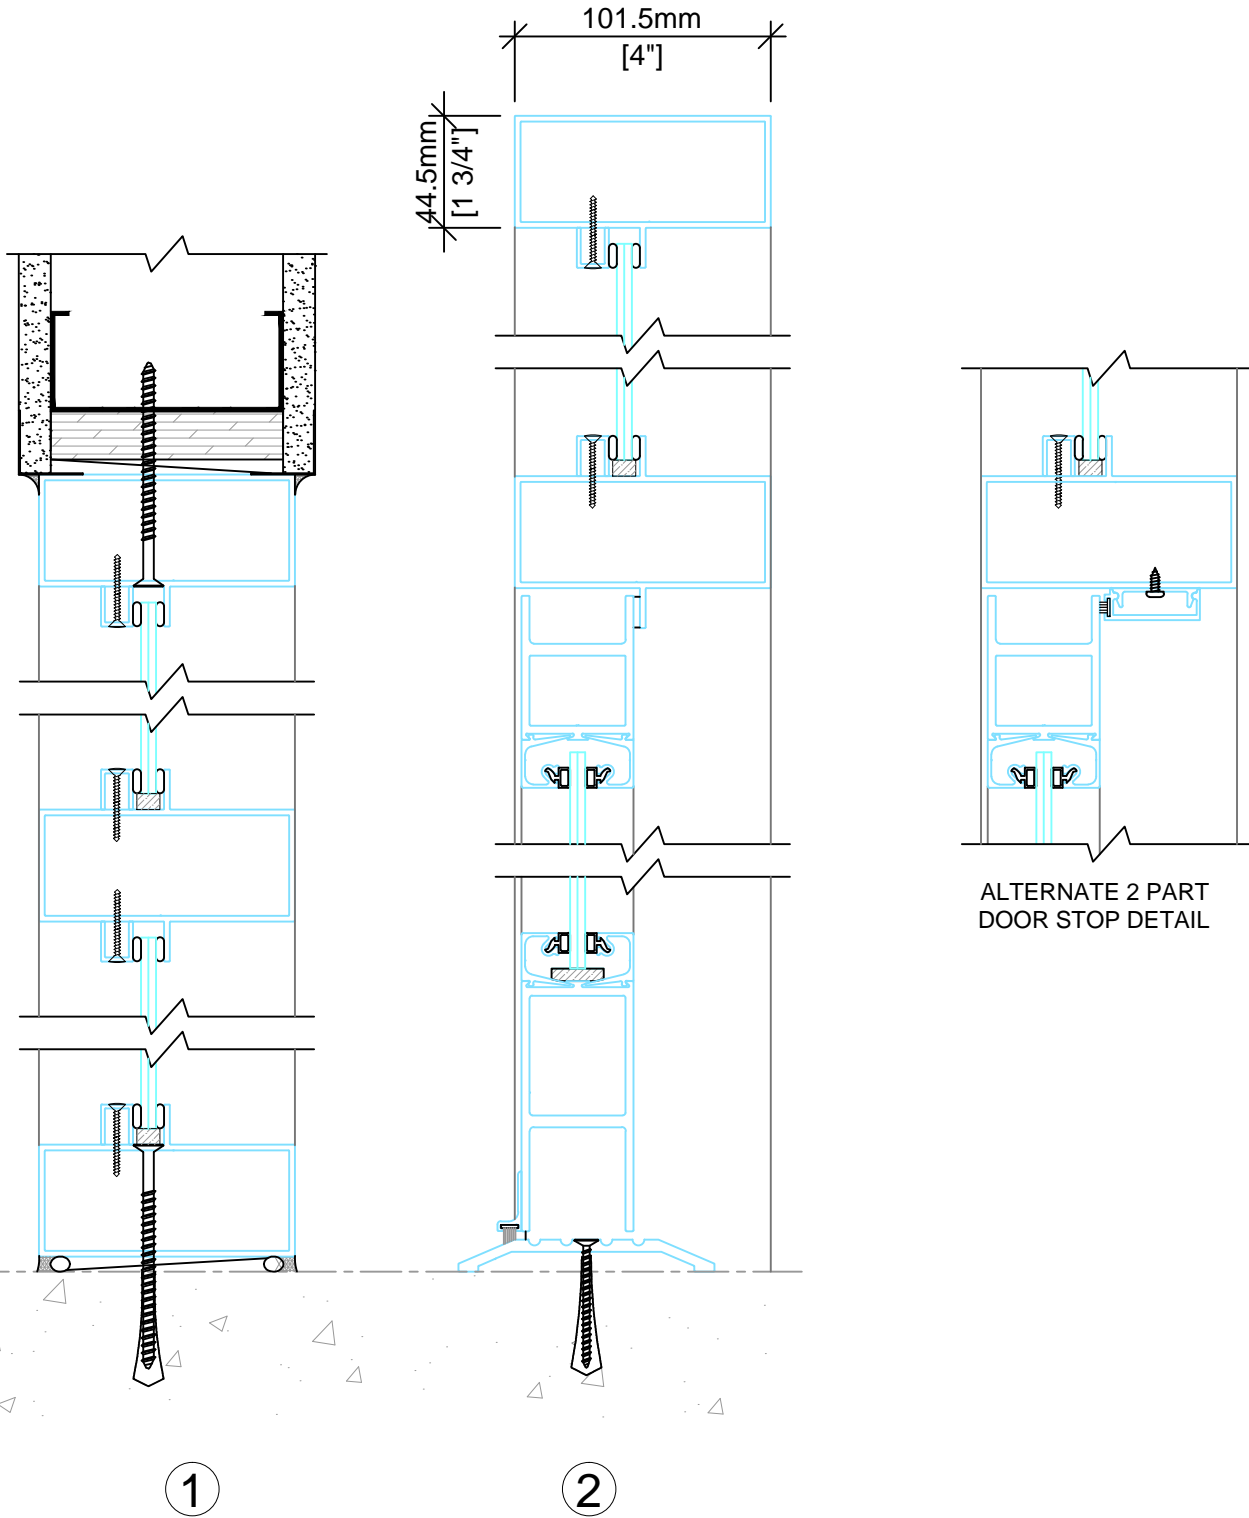 101.5mm
[4"]
44.5mm
[1 3/4"]
ALTERNATE 2 PART
DOOR STOP DETAIL
1
2